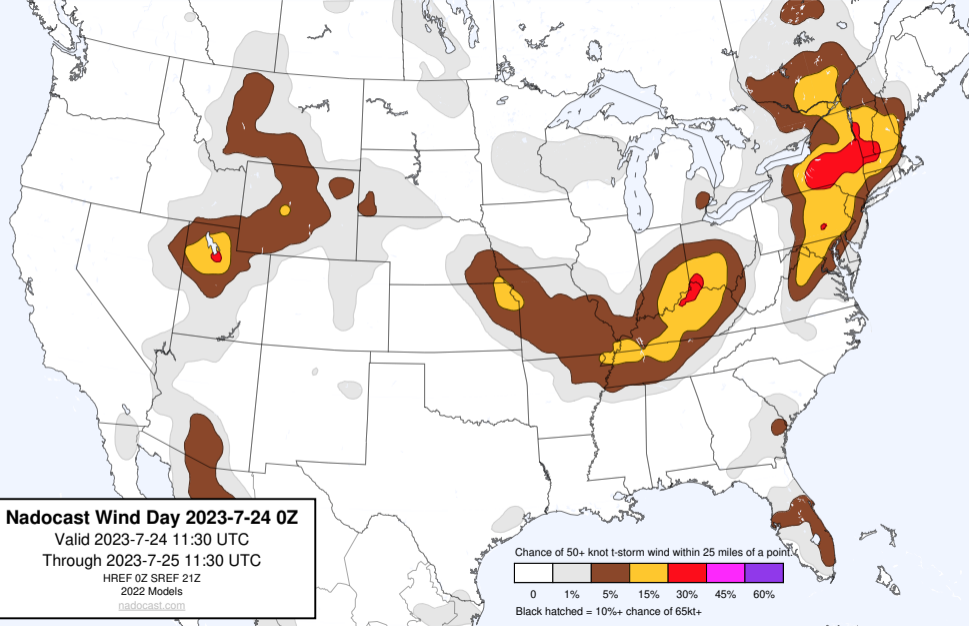 Nadocast Wind Day 2023-7-24 0Z
Valid 2023-7-24 11:30 UTC
Through 2023-7-25 11:30 UTC
HREF 0Z SREF 21Z
2022 Models
nadocast.com
Chance of 50+ knot t-storm wind within 25 miles of a point.
0 1% 5% 15% 30% 45% 60%
Black hatched = 10%+ chance of 65kt+